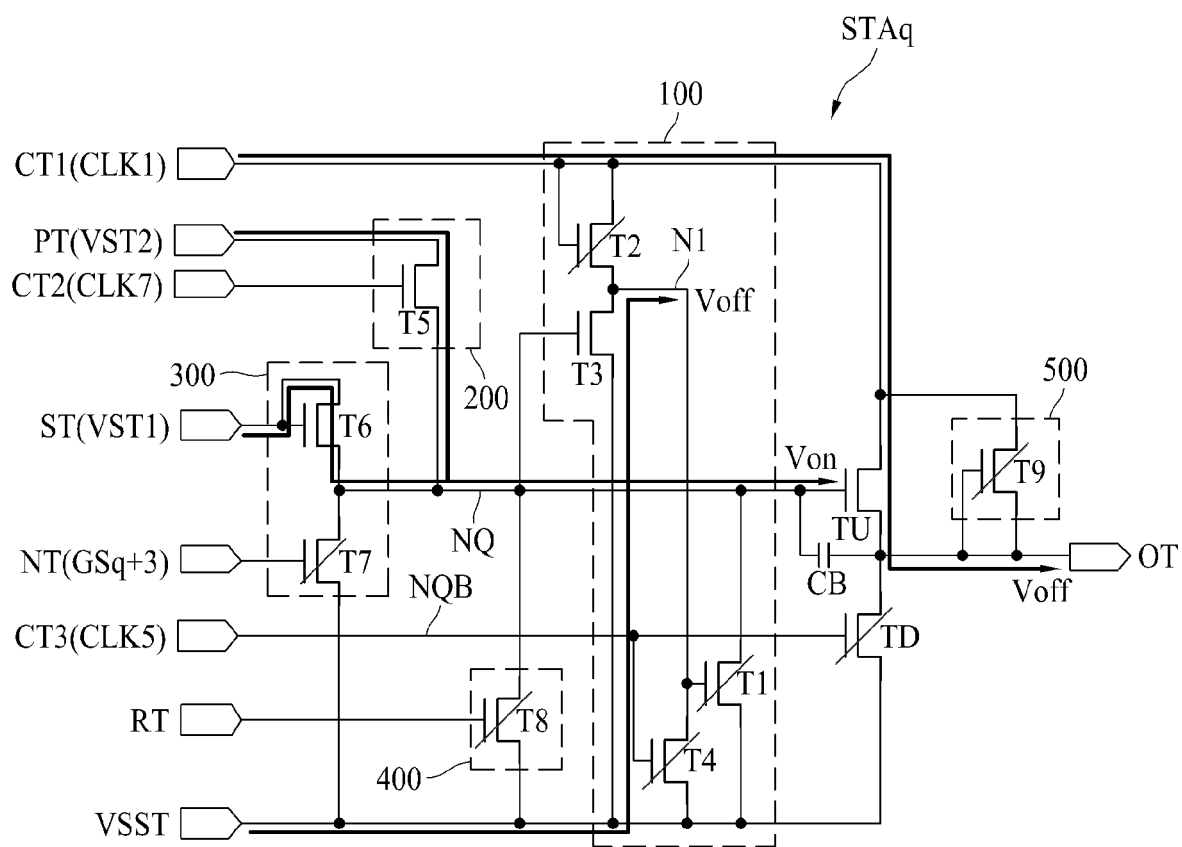 STAq
100
CT1(CLK1)
PT(VST2)
CT2(CLK7)
T2
N1
Voff
T5
T3
200
300
500
ST(VST1)
T6
Von
T9
TU
NQ
NT(GSq+3)
T7
CB
OT
Voff
NQB
CT3(CLK5)
TD
T1
RT
T8
T4
400
VSST